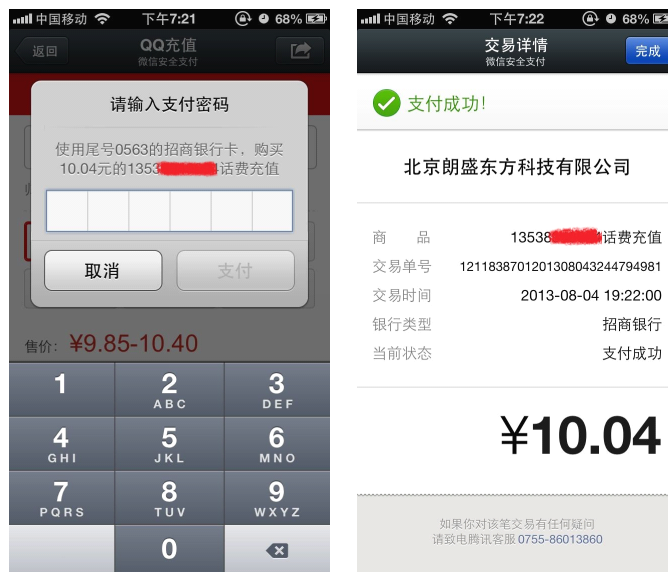 中国移动 下午7:21 68%
返回 QQ充值
微信安全支付
请输入支付密码
使用尾号0563的招商银行卡，购买
10.04元的1353 话费充值
取消 支付
售价: ¥9.85-10.40
1 2 3
ABC DEF
4 5 6
GHI JKL MNO
7 8 9
PQRS TUV WXYZ
0
中国移动 下午7:22 68%
交易详情 完成
微信安全支付
支付成功!
北京朗盛东方科技有限公司
商 品 13538 话费充值
交易单号 1211838701201308043244794981
交易时间 2013-08-04 19:22:00
银行类型 招商银行
当前状态 支付成功
¥10.04
如果你对该笔交易有任何疑问
请致电腾讯客服 0755-86013860